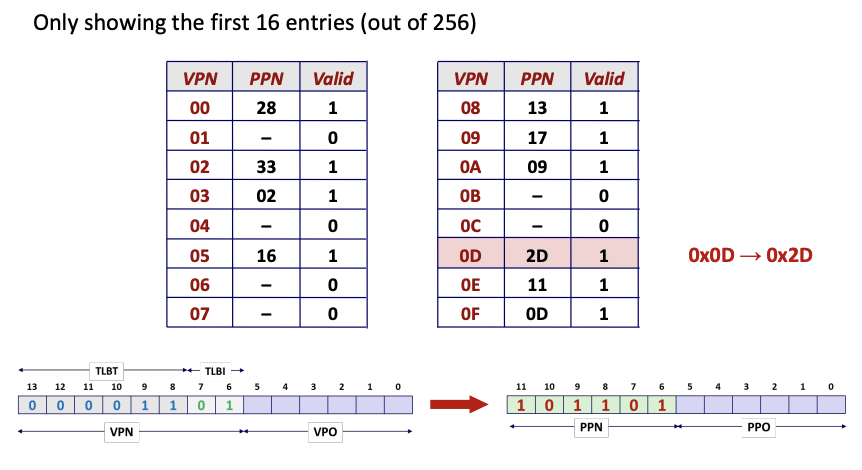 Only showing the first 16 entries (out of 256)
VPN PPN Valid
00 28 1
01 – 0
02 33 1
03 02 1
04 – 0
05 16 1
06 – 0
07 – 0
VPN PPN Valid
08 13 1
09 17 1
0A 09 1
0B – 0
0C – 0
0D 2D 1
0E 11 1
0F 0D 1
0x0D → 0x2D
TLBT TLBI
13 12 11 10 9 8 7 6 5 4 3 2 1 0
0 0 0 0 1 1 0 1
VPN VPO
11 10 9 8 7 6 5 4 3 2 1 0
1 0 1 1 0 1
PPN PPO